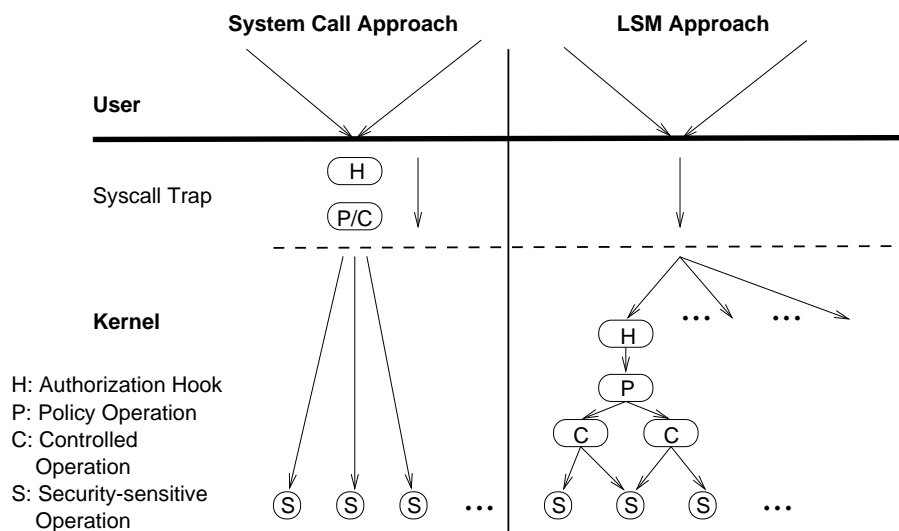 System Call Approach
LSM Approach
User
H
Syscall Trap
P/C
Kernel
... ...
H
H: Authorization Hook
P
P: Policy Operation
C: Controlled
Operation
C C
S: Security-sensitive
Operation
S S S ...
S S S ...